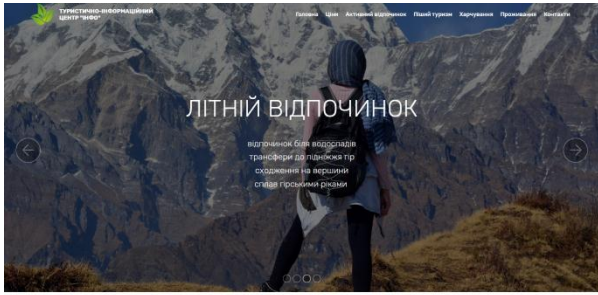 ТУРИСТИЧНО-ІНФОРМАЦІЙНИЙ
ЦЕНТР "ІНФО"
Головна Ціни Активний відпочинок Піший туризм Харчування Проживання Контакти
ЛІТНІЙ ВІДПОЧИНОК
відпочинок біля водоспадів
трансфери до підніжжя гір
сходження на вершини
сплав гірськими ріками